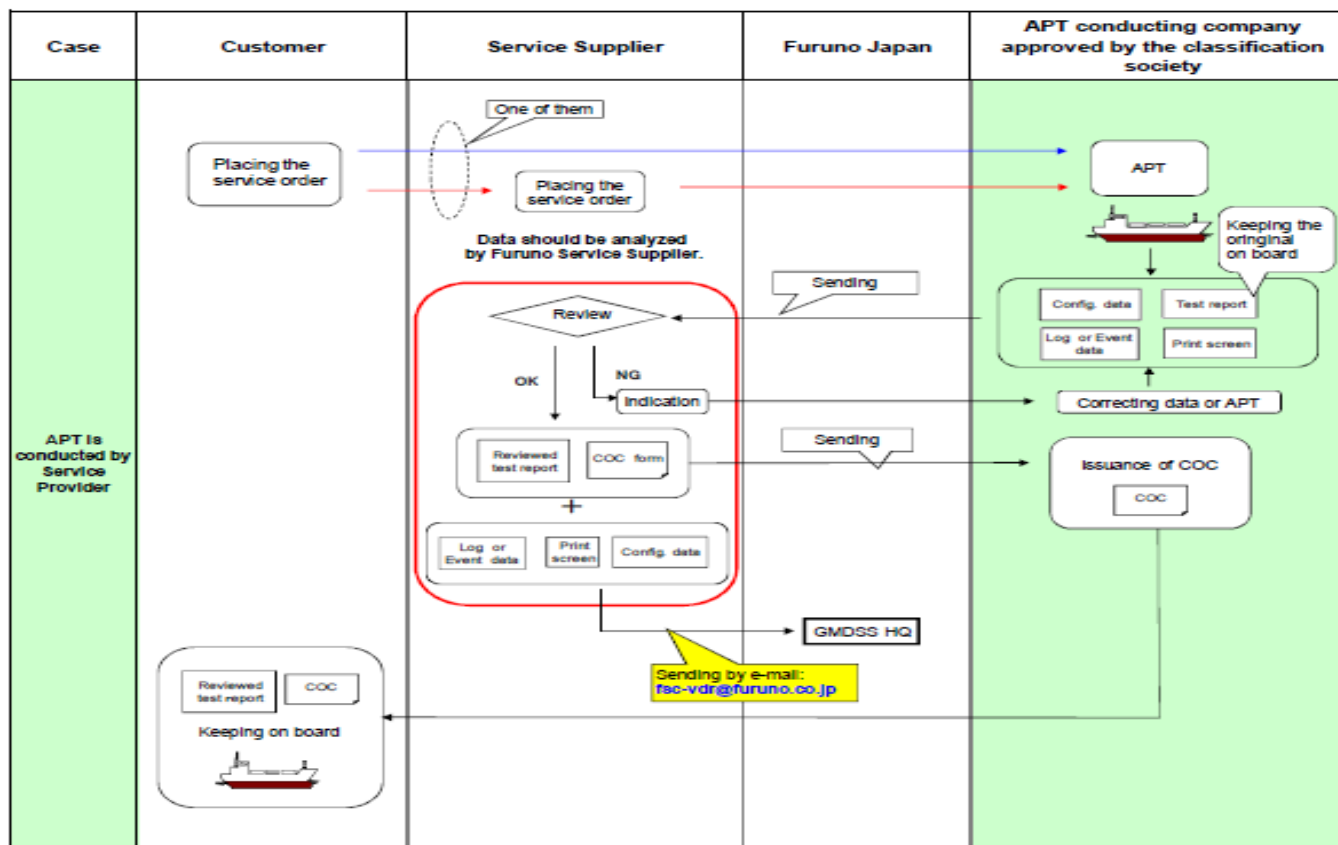 Case
Customer
Service Supplier
Furuno Japan
APT conducting company
approved by the classification
society
One of them
Placing the
service order
Placing the
service order
APT
Data should be analyzed
by Furuno Service Supplier.
Keeping the
oringinal
on board
Sending
Review
Config. data
Test report
Log or Event
data
Print screen
OK
NG
Indication
Correcting data or APT
APT is
conducted by
Service
Provider
Reviewed
test report
COC form
Sending
Issuance of COC
COC
+
Log or
Event data
Print
screen
Config. data
GMDSS HQ
Sending by e-mail:
fsc-vdr@furuno.co.jp
Reviewed
test report
COC
Keeping on board